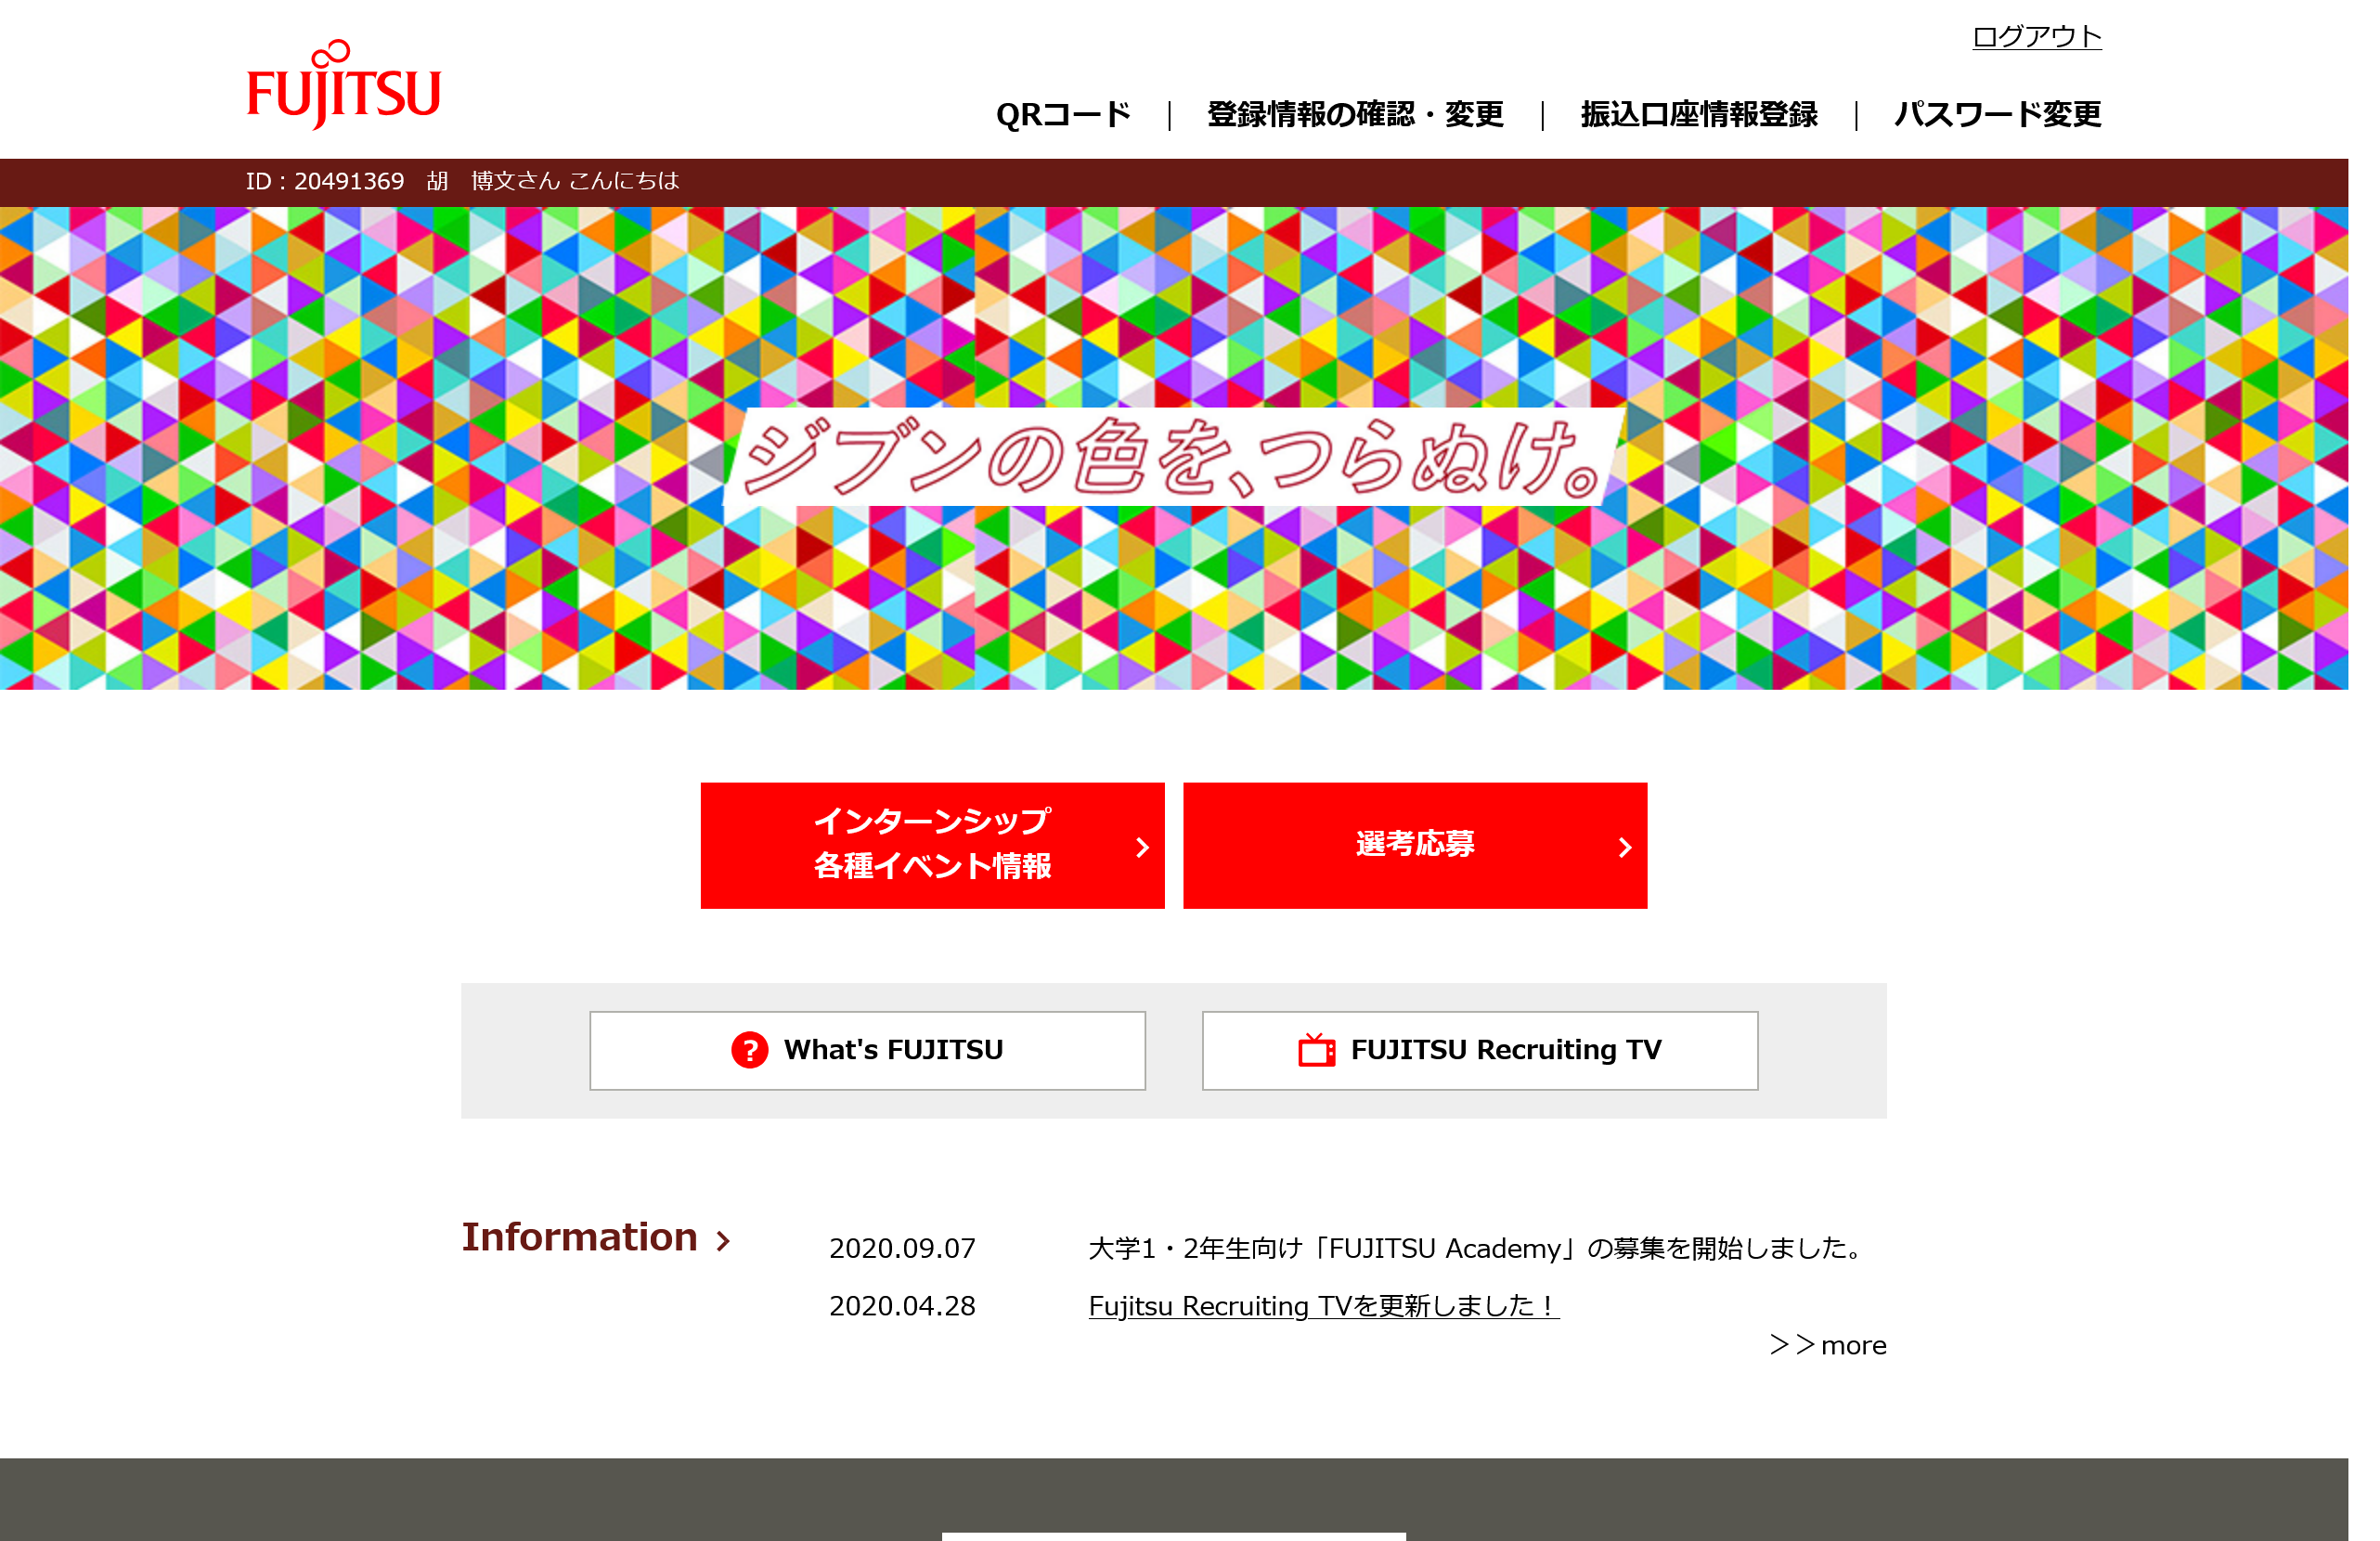 ログアウト
FUJITSU
QRコード | 登録情報の確認・変更 | 振込口座情報登録 | パスワード変更
ID：20491369　胡　博文さん こんにちは
ジブンの色を、つらぬけ。
インターンシップ
各種イベント情報
選考応募
? What's FUJITSU
FUJITSU Recruiting TV
Information
2020.09.07 大学1・2年生向け「FUJITSU Academy」の募集を開始しました。
2020.04.28 Fujitsu Recruiting TVを更新しました！
＞＞more